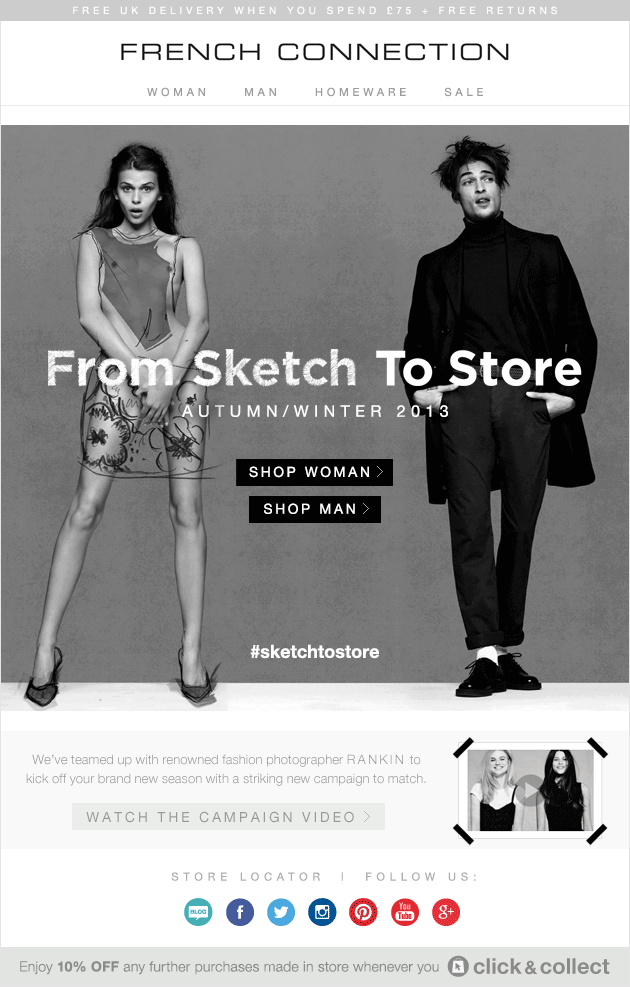 FREE UK DELIVERY WHEN YOU SPEND £75 + FREE RETURNS
FRENCH CONNECTION
WOMAN MAN HOMEWARE SALE
From Sketch To Store
AUTUMN/WINTER 2013
SHOP WOMAN >
SHOP MAN >
#sketchtostore
We've teamed up with renowned fashion photographer RANKIN to
kick off your brand new season with a striking new campaign to match.
WATCH THE CAMPAIGN VIDEO >
STORE LOCATOR | FOLLOW US:
BLOG f You Tube g+
Enjoy 10% OFF any further purchases made in store whenever you click & collect